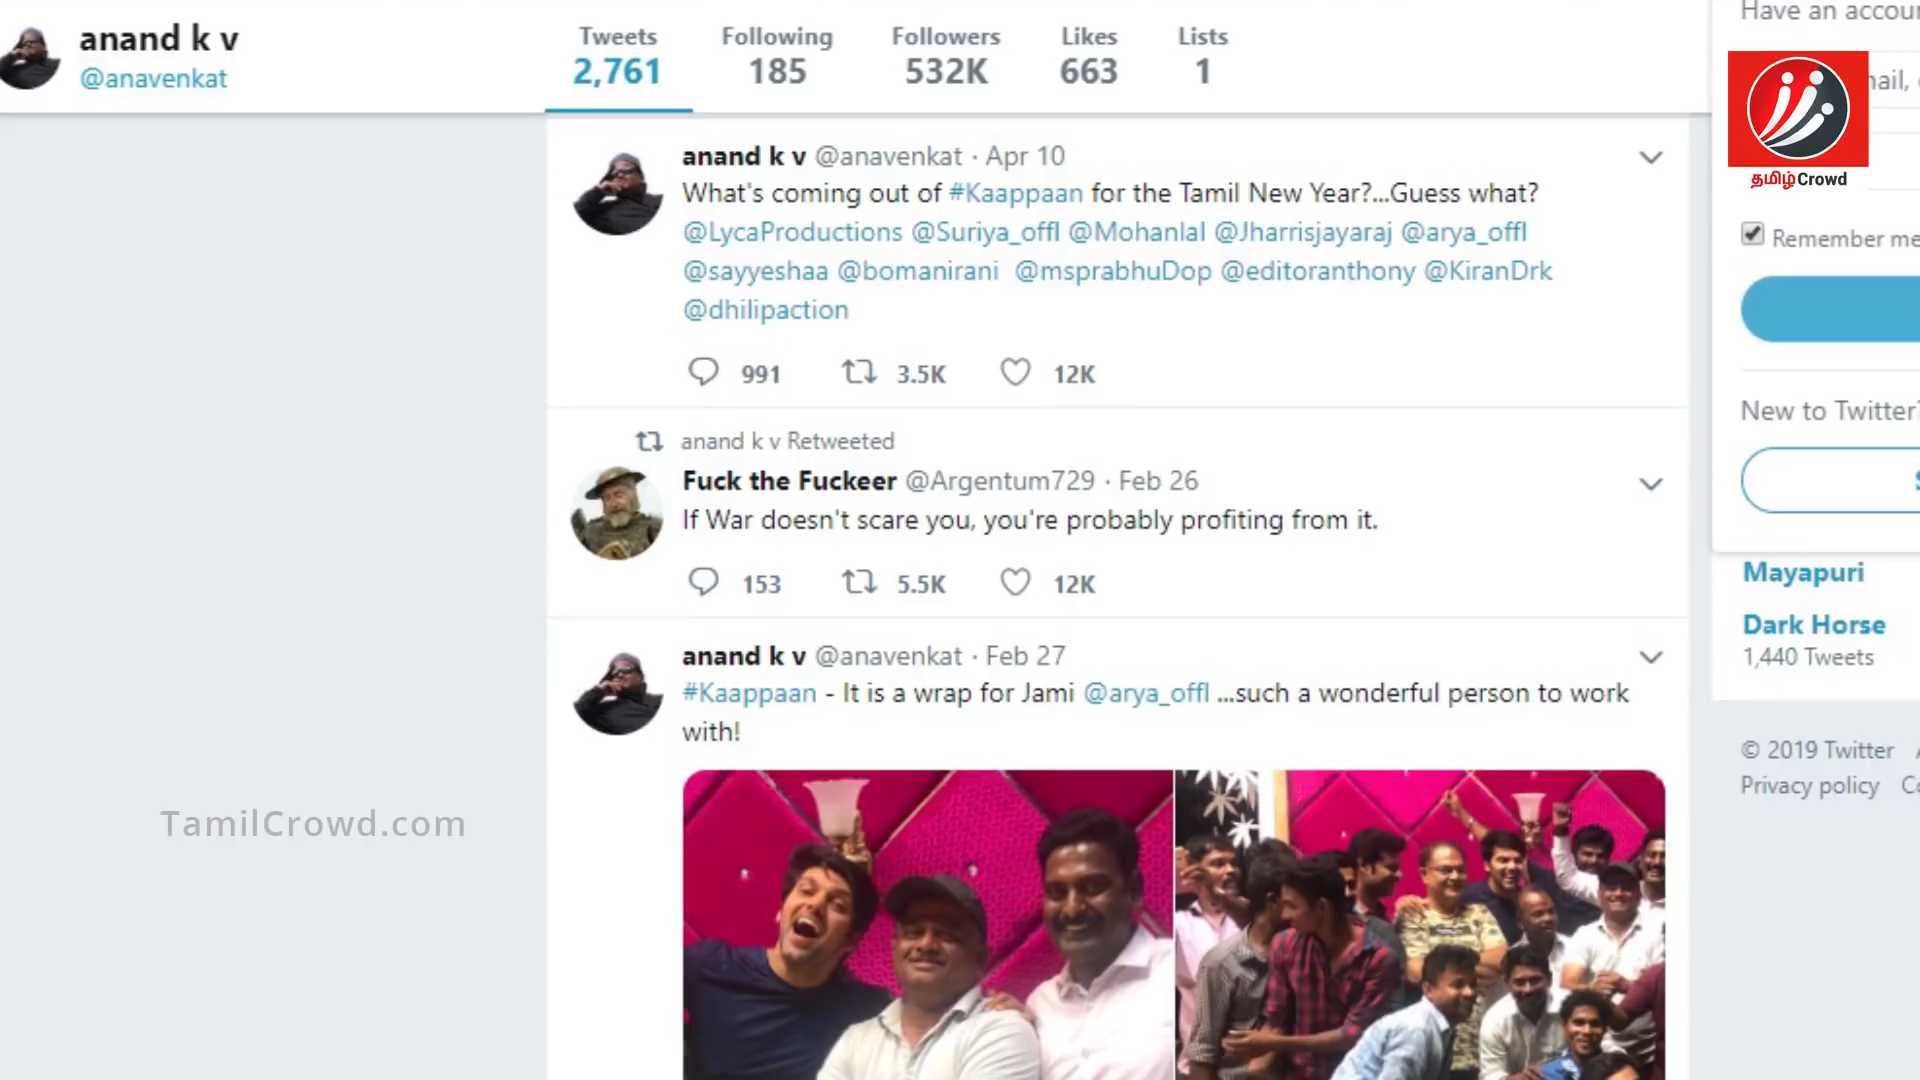 anand k v
@anavenkat
Tweets
2,761
Following
185
Followers
532K
Likes
663
Lists
1
Have an accou
mail,
தமிழ்Crowd
Remember me
New to Twitter?
Mayapuri
Dark Horse
1,440 Tweets
© 2019 Twitter
Privacy policy
anand k v @anavenkat · Apr 10
What's coming out of #Kaappaan for the Tamil New Year?...Guess what?
@LycaProductions @Suriya_offl @Mohanlal @Jharrisjayaraj @arya_offl
@sayyeshaa @bomanirani @msprabhuDop @editoranthony @KiranDrk
@dhilipaction
991 3.5K 12K
anand k v Retweeted
Fuck the Fuckeer @Argentum729 · Feb 26
If War doesn't scare you, you're probably profiting from it.
153 5.5K 12K
anand k v @anavenkat · Feb 27
#Kaappaan - It is a wrap for Jami @arya_offl ...such a wonderful person to work
with!
TamilCrowd.com